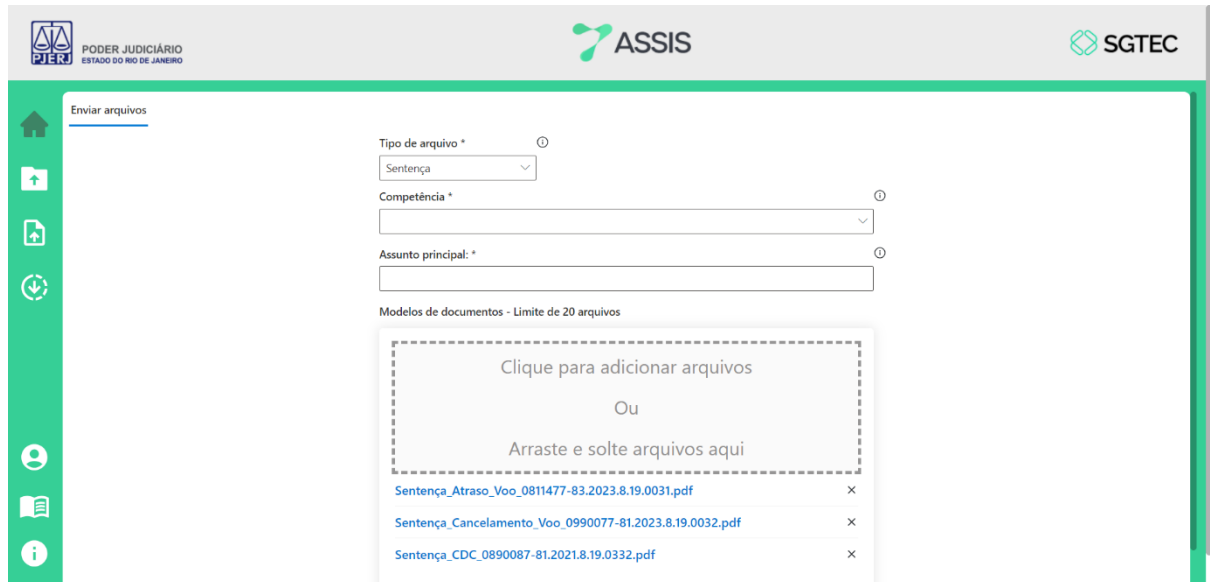 PJERJ
PODER JUDICIÁRIO
ESTADO DO RIO DE JANEIRO
ASSIS
SGTEC
Enviar arquivos
Tipo de arquivo *
Sentença
Competência *
Assunto principal: *
Modelos de documentos - Limite de 20 arquivos
Clique para adicionar arquivos
Ou
Arraste e solte arquivos aqui
Sentença_Atraso_Voo_0811477-83.2023.8.19.0031.pdf
Sentença_Cancelamento_Voo_0990077-81.2023.8.19.0032.pdf
Sentença_CDC_0890087-81.2021.8.19.0332.pdf